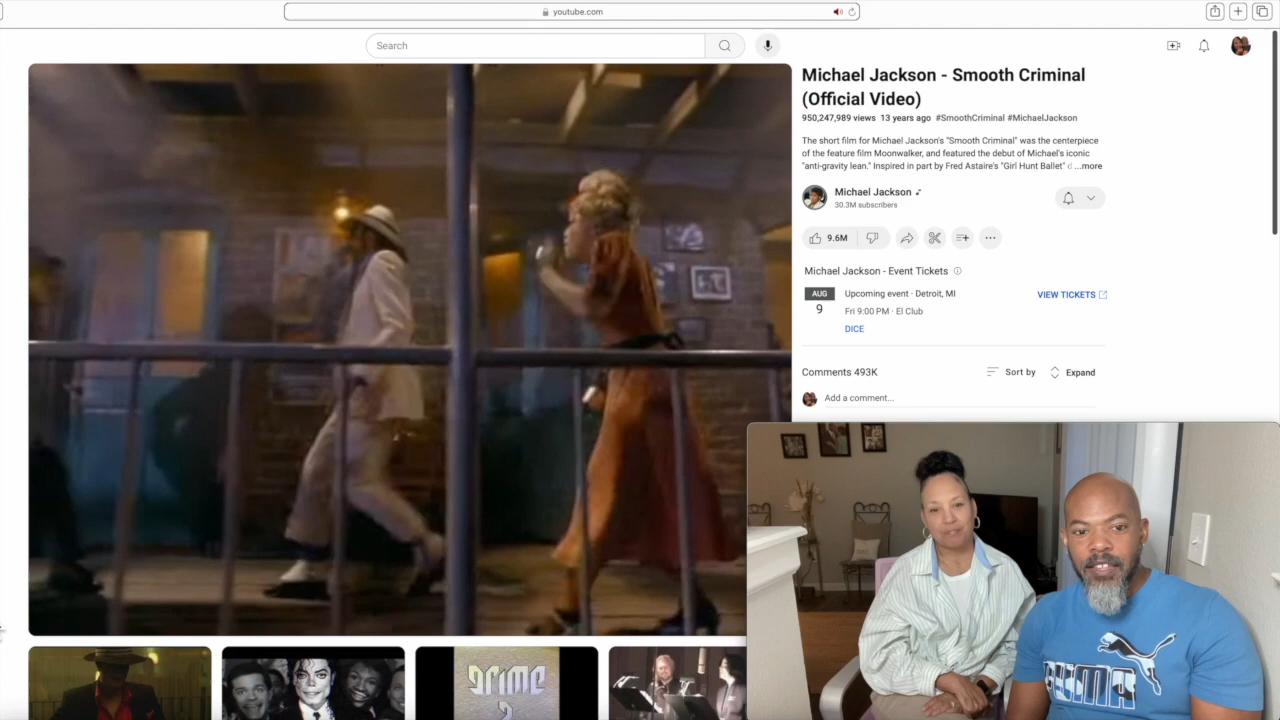 youtube.com
Search
Michael Jackson - Smooth Criminal
(Official Video)
950,247,989 views 13 years ago #SmoothCriminal #MichaelJackson
The short film for Michael Jackson's "Smooth Criminal" was the centerpiece
of the feature film Moonwalker, and featured the debut of Michael's iconic
"anti-gravity lean." Inspired in part by Fred Astaire's "Girl Hunt Ballet" d ...more
Michael Jackson
30.3M subscribers
9.6M
Michael Jackson - Event Tickets
AUG
9
Upcoming event · Detroit, MI
VIEW TICKETS
Fri 9:00 PM · El Club
DICE
Comments 493K
Sort by
Expand
Add a comment...
PUMA
prime